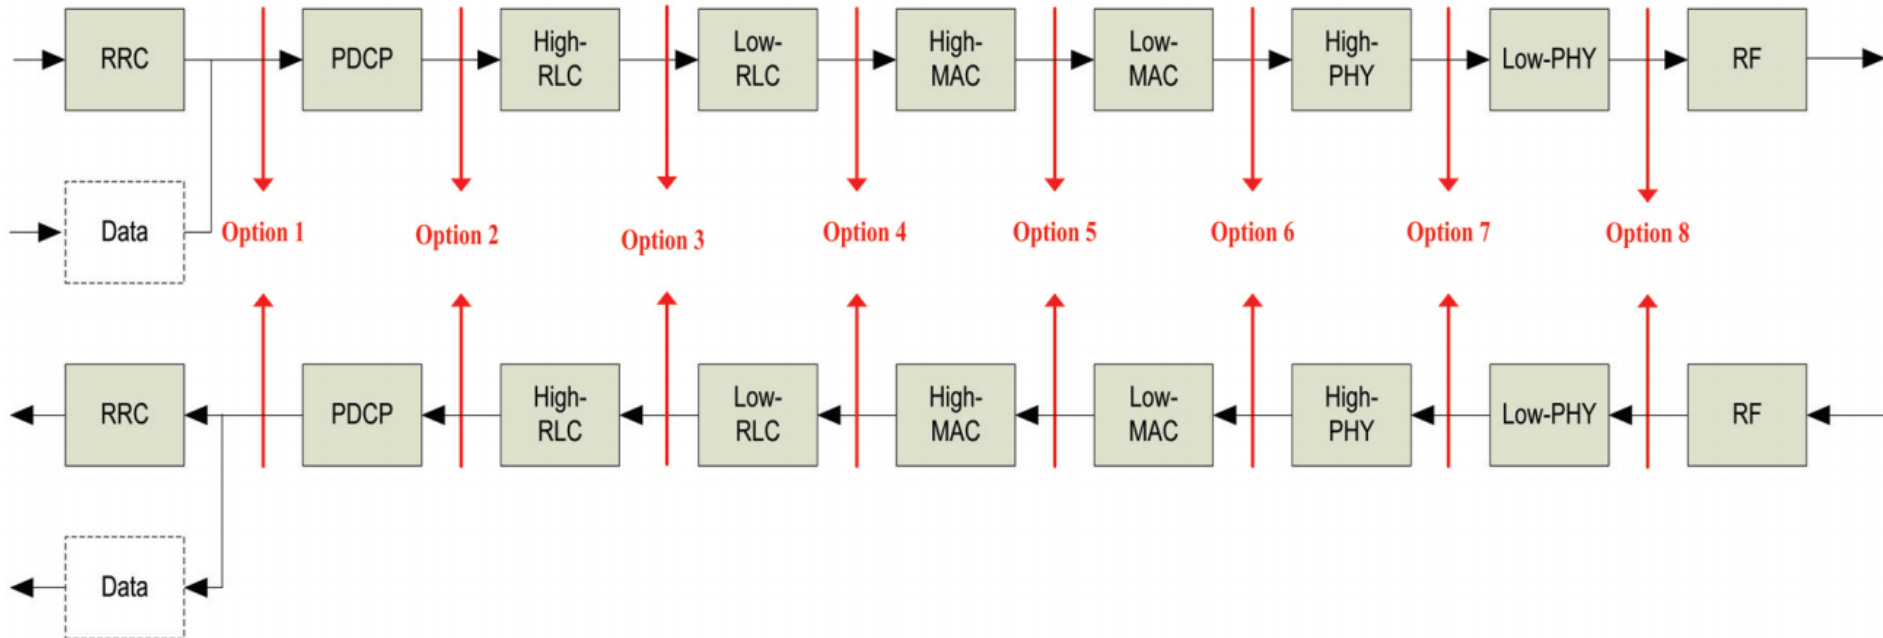 RRC
PDCP
High-
RLC
Low-
RLC
High-
MAC
Low-
MAC
High-
PHY
Low-PHY
RF
Data
Option 1
Option 2
Option 3
Option 4
Option 5
Option 6
Option 7
Option 8
RRC
PDCP
High-
RLC
Low-
RLC
High-
MAC
Low-
MAC
High-
PHY
Low-PHY
RF
Data